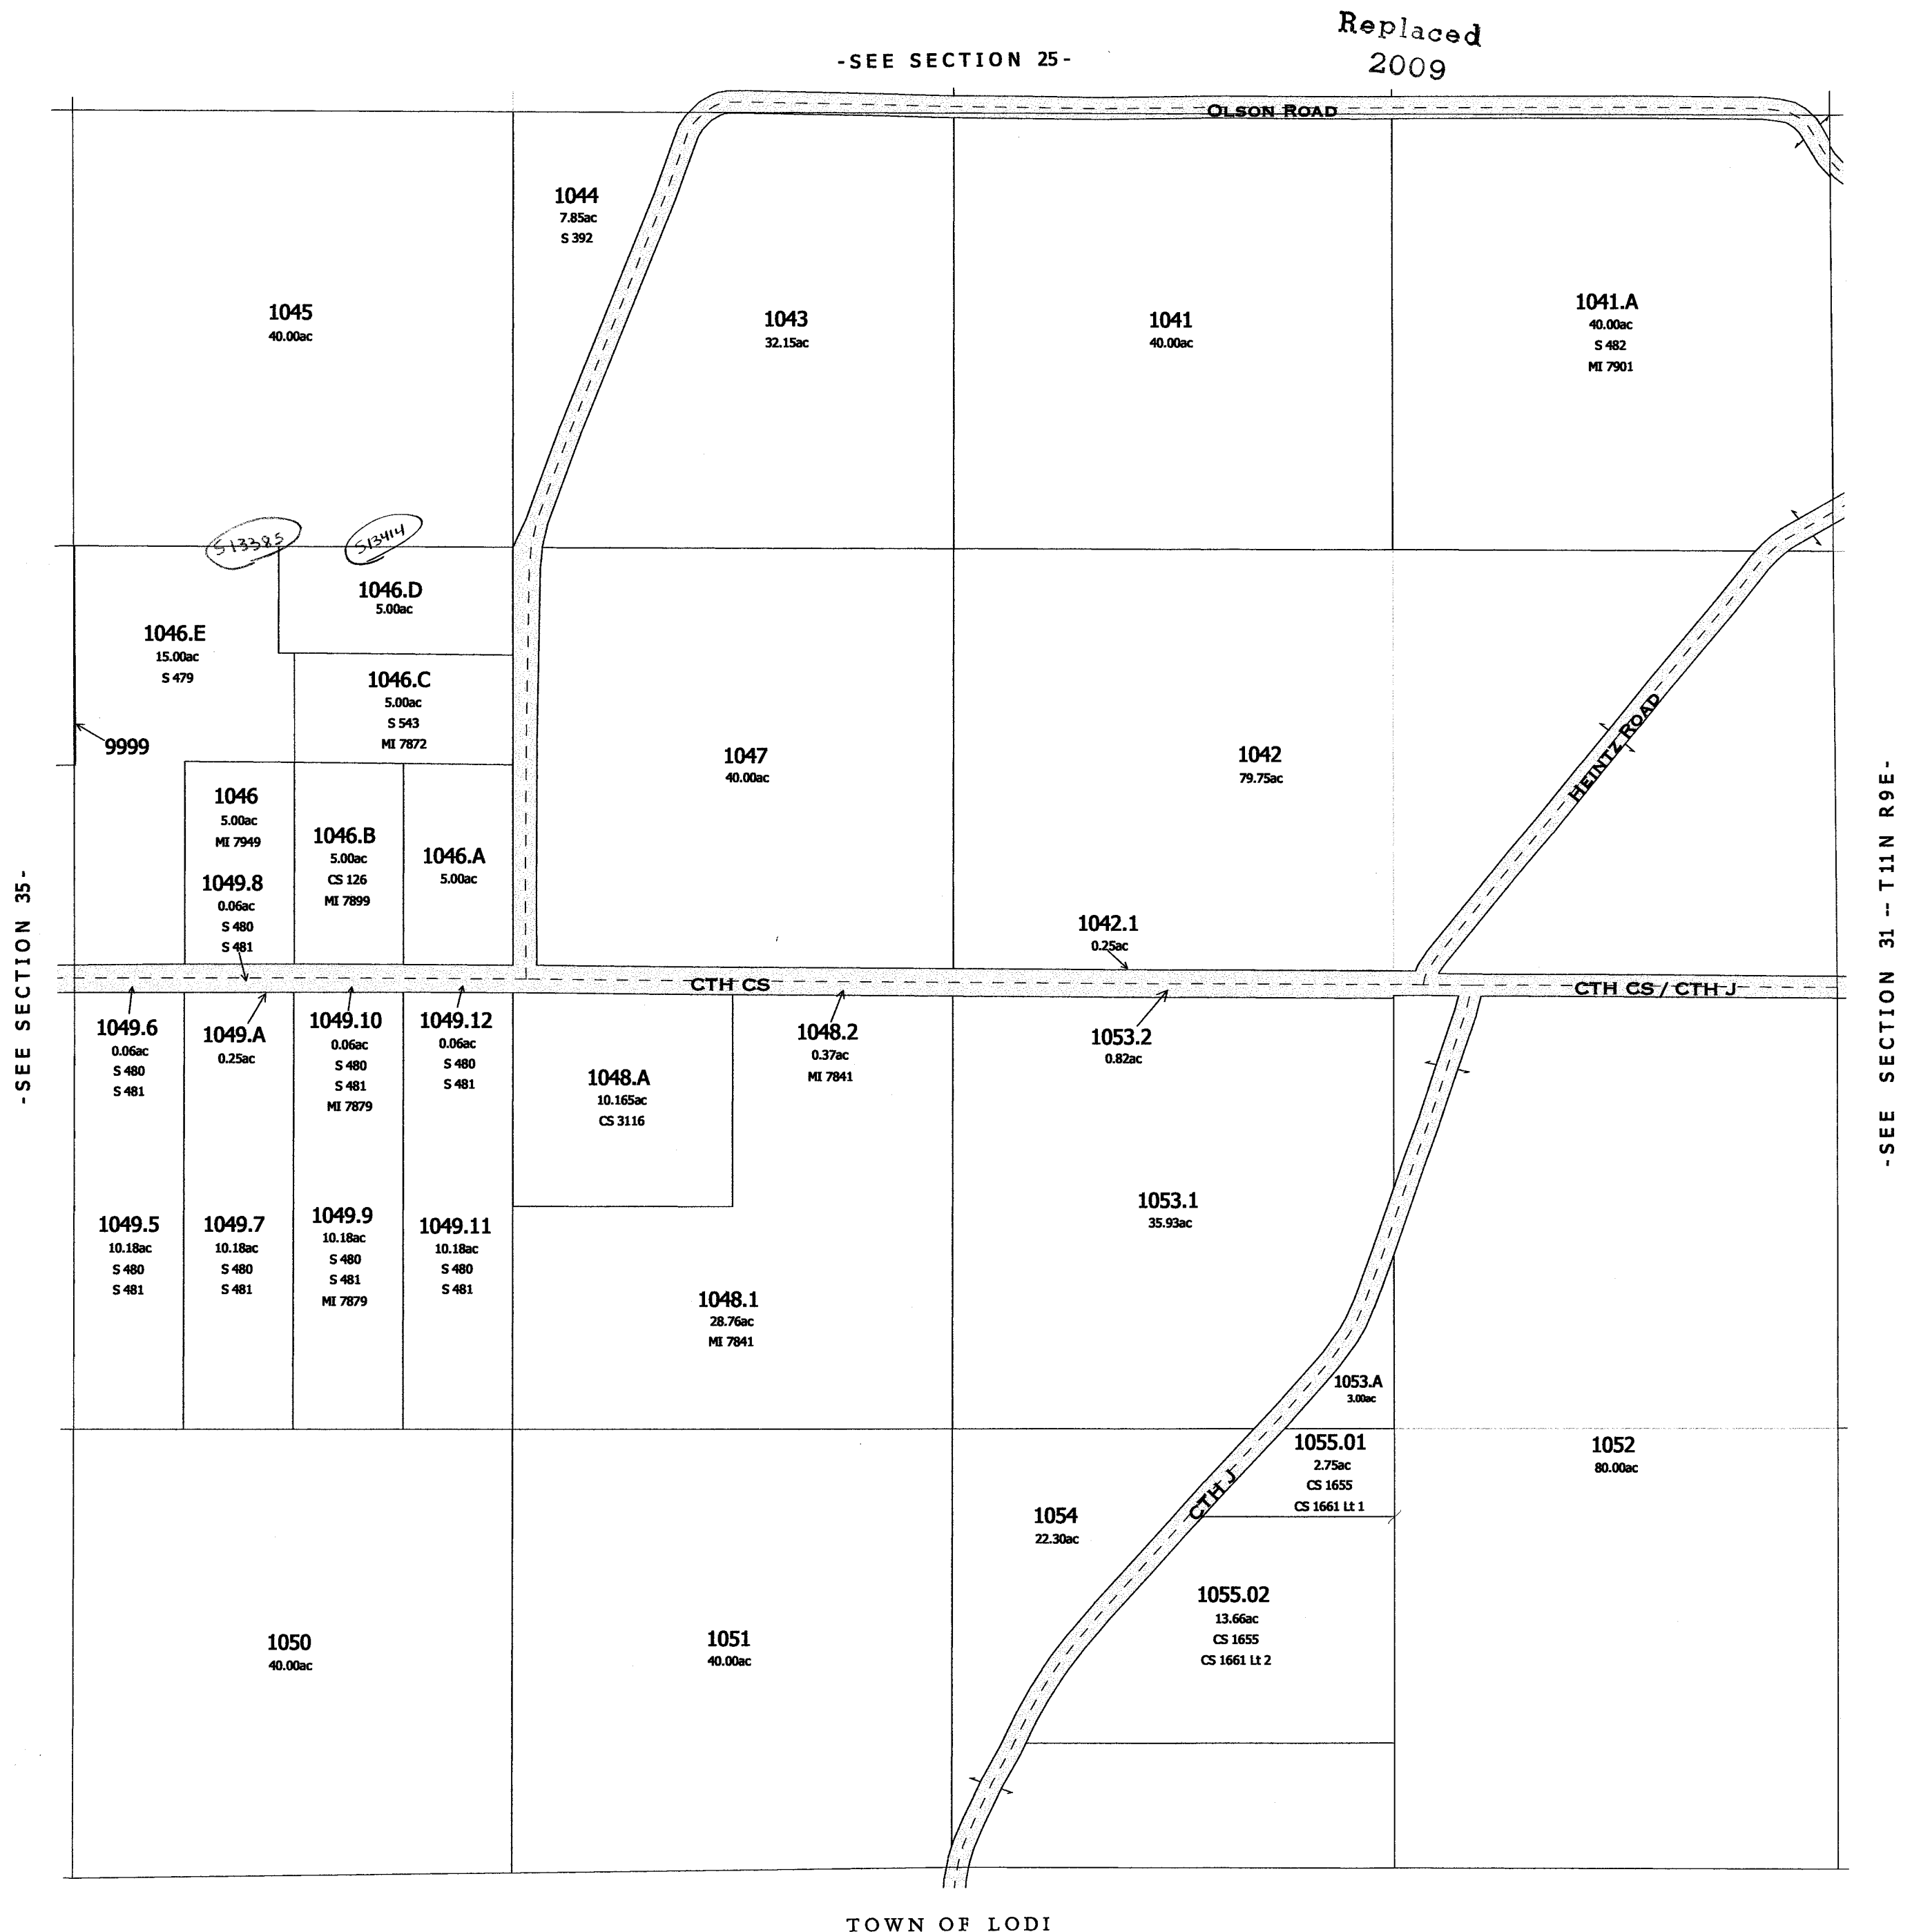 Replaced
2009
-SEE SECTION 25-
OLSON ROAD
1044
7.85ac
S 392
1045
40.00ac
1043
32.15ac
1041
40.00ac
1041.A
40.00ac
S 482
MI 7901
S13385
S13414
1046.D
5.00ac
1046.E
15.00ac
S 479
1046.C
5.00ac
S 543
MI 7872
9999
1047
40.00ac
1042
79.75ac
HEINTZ ROAD
1046
5.00ac
MI 7949
1046.B
5.00ac
CS 126
MI 7899
1046.A
5.00ac
1049.8
0.06ac
S 480
S 481
1042.1
0.25ac
-SEE SECTION 35-
-SEE SECTION 31 -- T11N R9E-
CTH CS
CTH CS / CTH J
1049.6
0.06ac
S 480
S 481
1049.A
0.25ac
1049.10
0.06ac
S 480
S 481
MI 7879
1049.12
0.06ac
S 480
S 481
1048.A
10.165ac
CS 3116
1048.2
0.37ac
MI 7841
1053.2
0.82ac
1049.5
10.18ac
S 480
S 481
1049.7
10.18ac
S 480
S 481
1049.9
10.18ac
S 480
S 481
MI 7879
1049.11
10.18ac
S 480
S 481
1048.1
28.76ac
MI 7841
1053.1
35.93ac
1053.A
3.00ac
1055.01
2.75ac
CS 1655
CS 1661 Lt 1
1052
80.00ac
CTH J
1054
22.30ac
1055.02
13.66ac
CS 1655
CS 1661 Lt 2
1050
40.00ac
1051
40.00ac
TOWN OF LODI